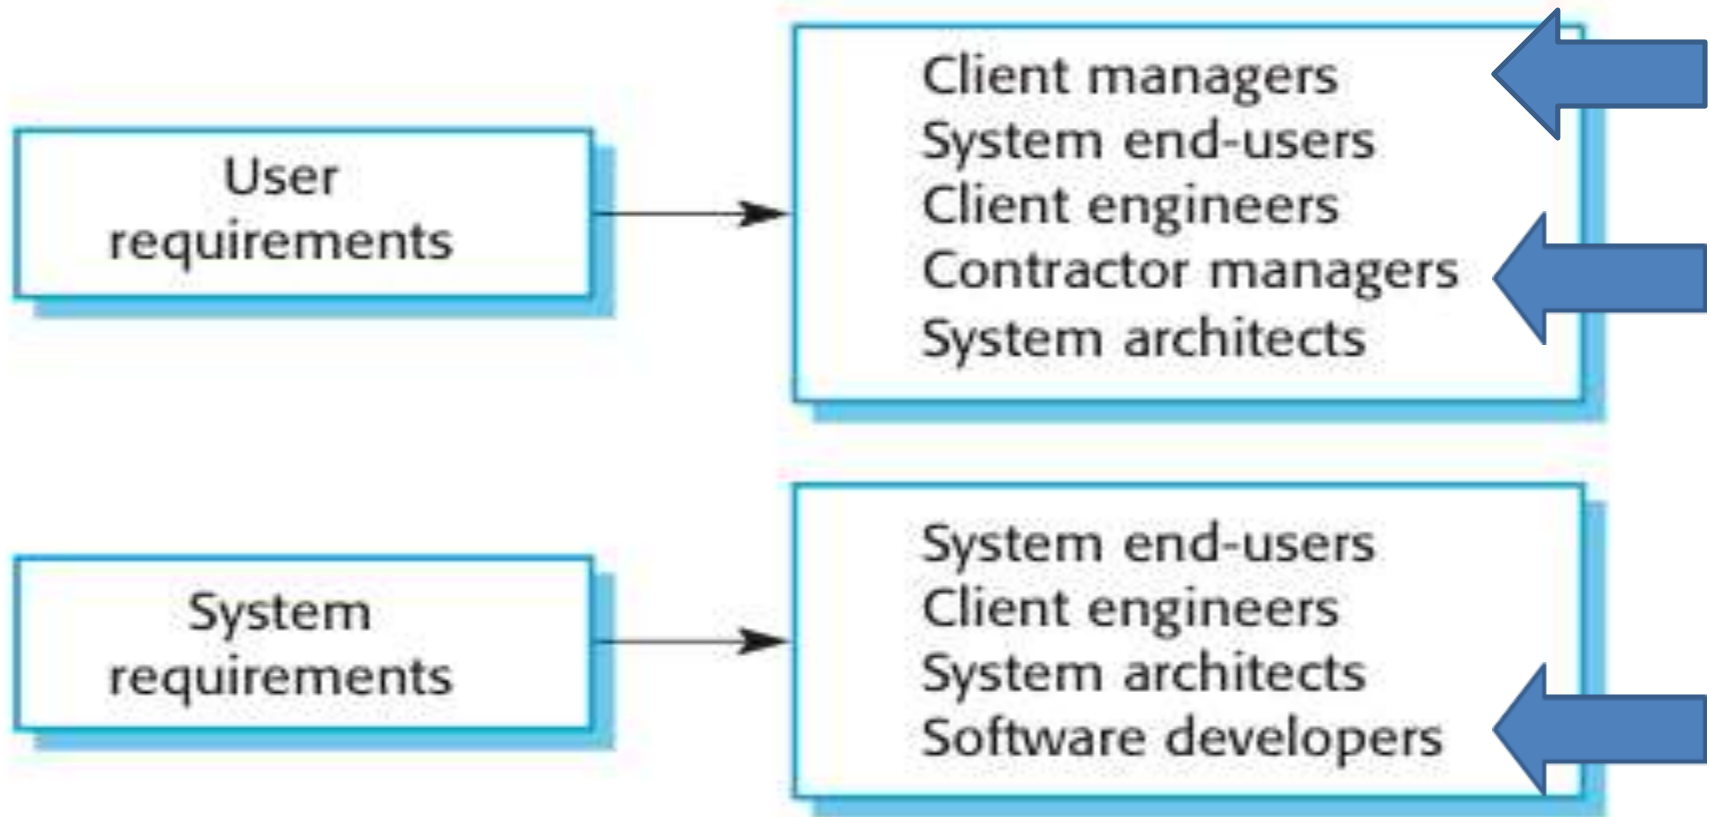 User
requirements
Client managers
System end-users
Client engineers
Contractor managers
System architects
System
requirements
System end-users
Client engineers
System architects
Software developers